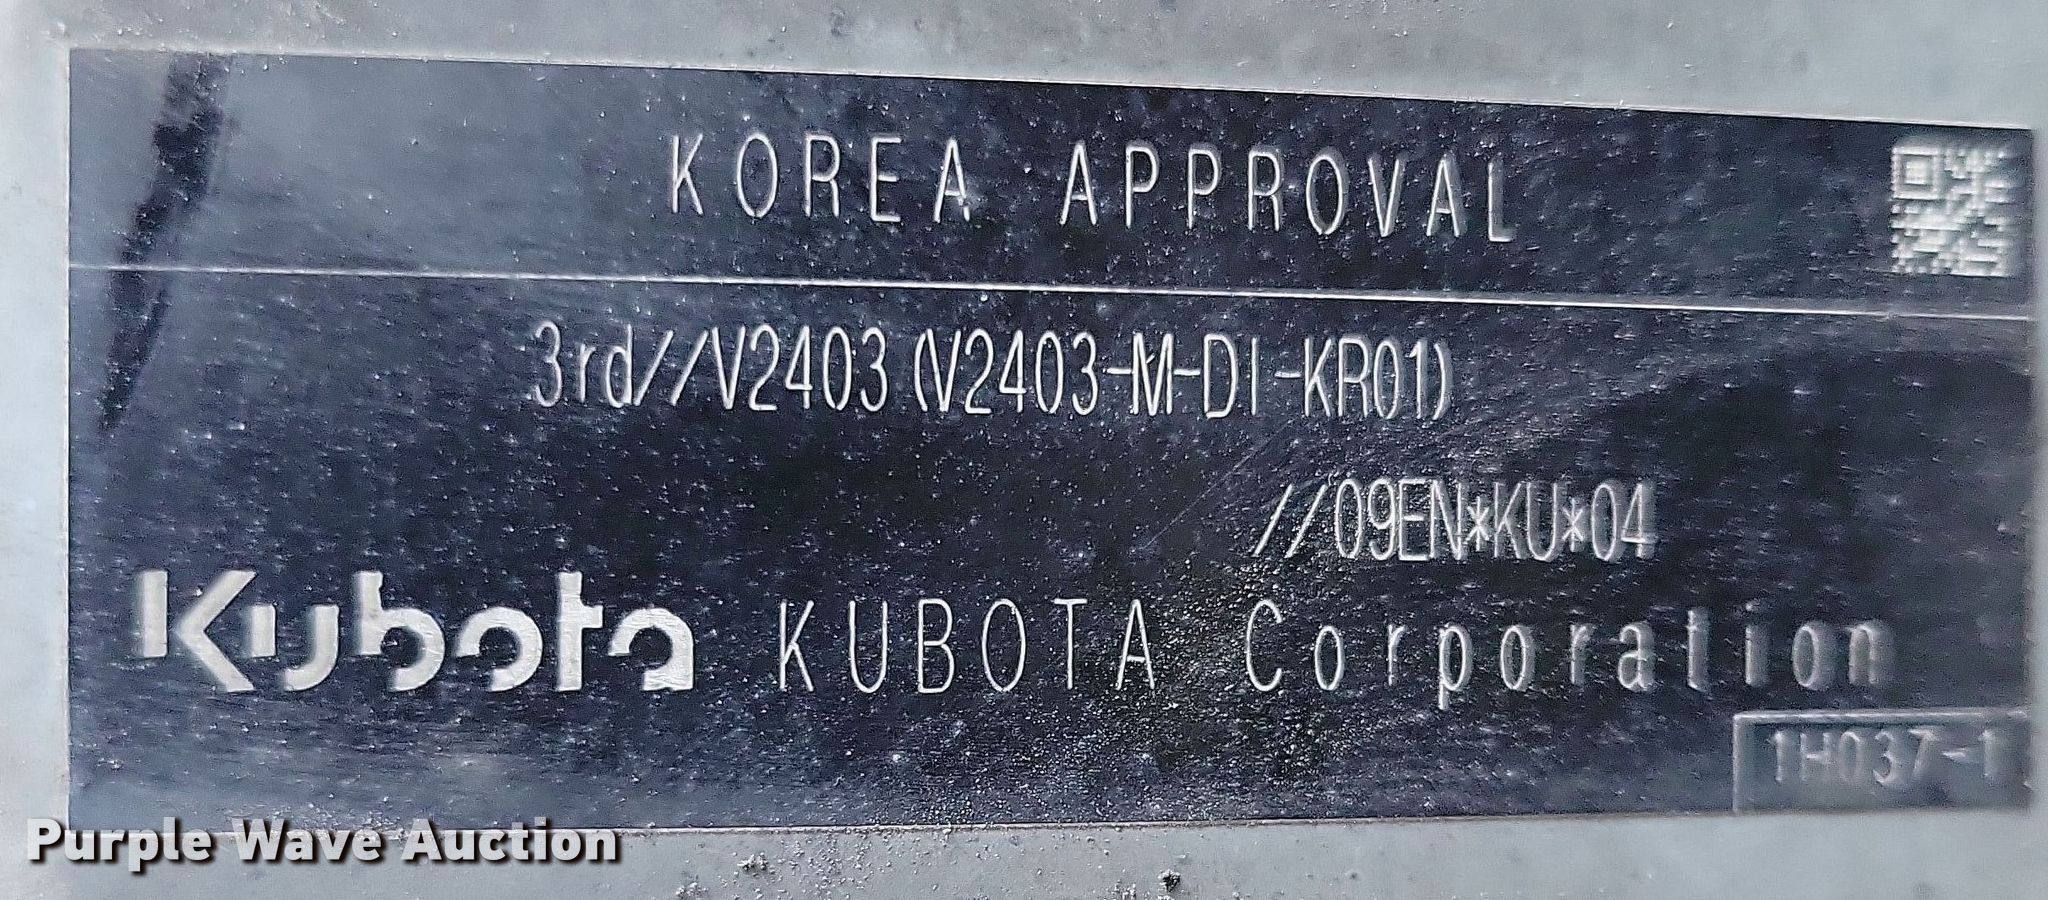 KOREA APPROVAL
3rd//V2403 (V2403-M-DI-KR01)
//09EN*KU*04
Kubota KUBOTA Corporation
1H037-1
Purple Wave Auction